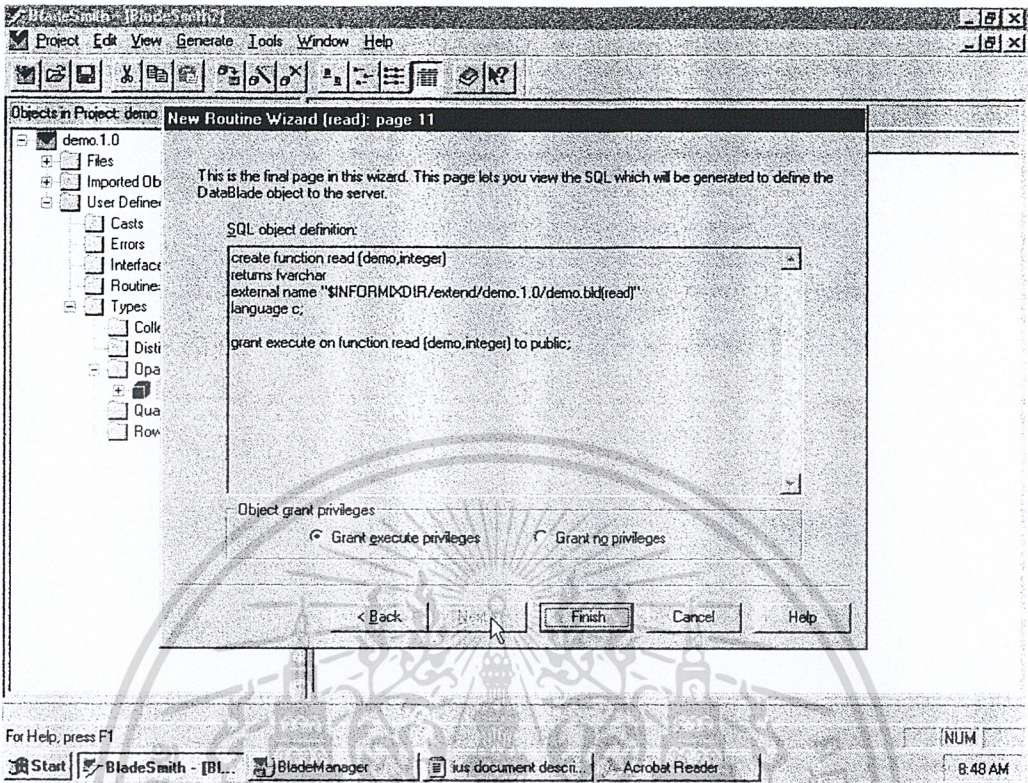 BladeSmith - [BladeSmith2]
Project Edit View Generate Tools Window Help
Objects in Project: demo
demo.1.0
Files
Imported Ob
User Define
Casts
Errors
Interface
Routine
Types
Colle
Disti
Opa
Qua
Row
New Routine Wizard (read): page 11
This is the final page in this wizard. This page lets you view the SQL which will be generated to define the
DataBlade object to the server.
SQL object definition:
create function read (demo,integer)
returns lvarchar
external name "$INFORMIXDIR/extend/demo.1.0/demo.bld(read)"
language c;
grant execute on function read (demo,integer) to public;
Object grant privileges
Grant execute privileges Grant no privileges
< Back Next Finish Cancel Help
For Help, press F1 NUM
Start BladeSmith - [Bl... BladeManager ius document descri... Acrobat Reader 8:48 AM